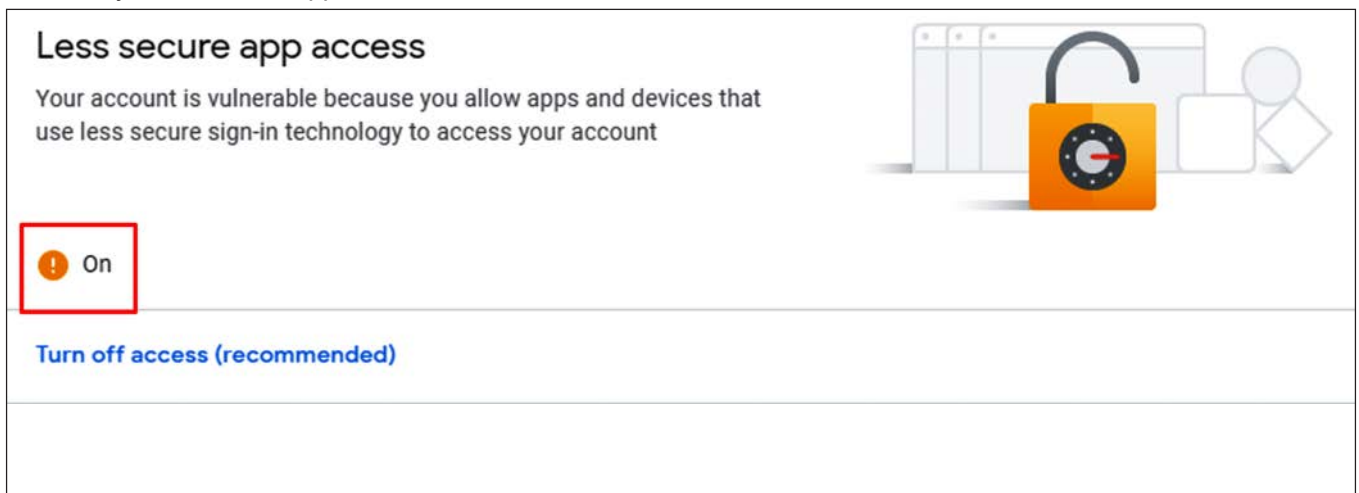 Less secure app access
Your account is vulnerable because you allow apps and devices that
use less secure sign-in technology to access your account
On
Turn off access (recommended)